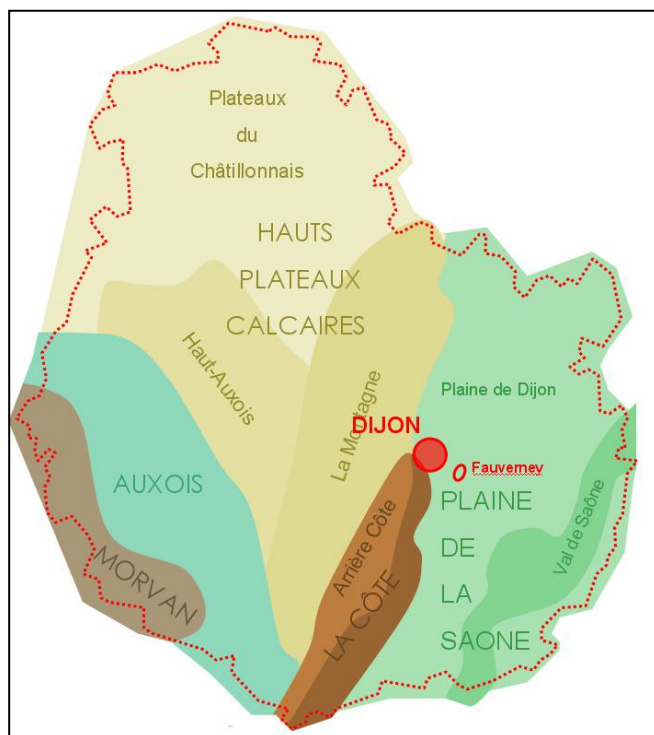 Plateaux
du
Châtillonnais
HAUTS
PLATEAUX
CALCAIRES
Haut-Auxois
La Montagne
Plaine de Dijon
DIJON
Fauverney
AUXOIS
MORVAN
Arrière Côte
LA CÔTE
PLAINE
DE
LA
SAONE
Val de Saône